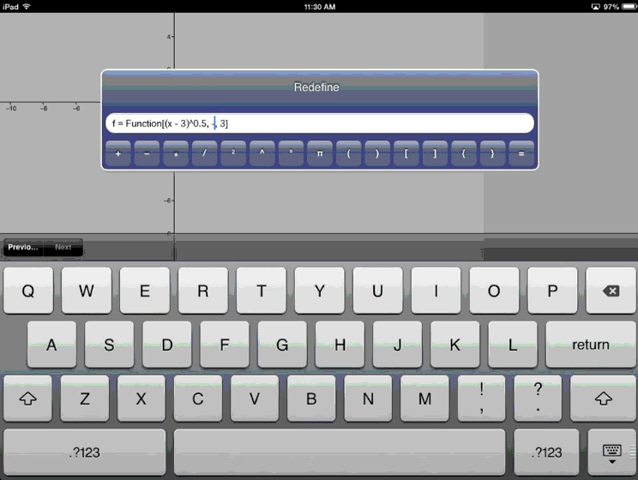 iPad 11:30 AM 97%
4
-10 -8 -6
-6
Redefine
f = Function[(x - 3)^0.5, -, 3]
+ − * / ² ^ ° π ( ) [ ] { } =
Previo... Next
Q W E R T Y U I O P
A S D F G H J K L return
Z X C V B N M ! , ? .
.?123 .?123